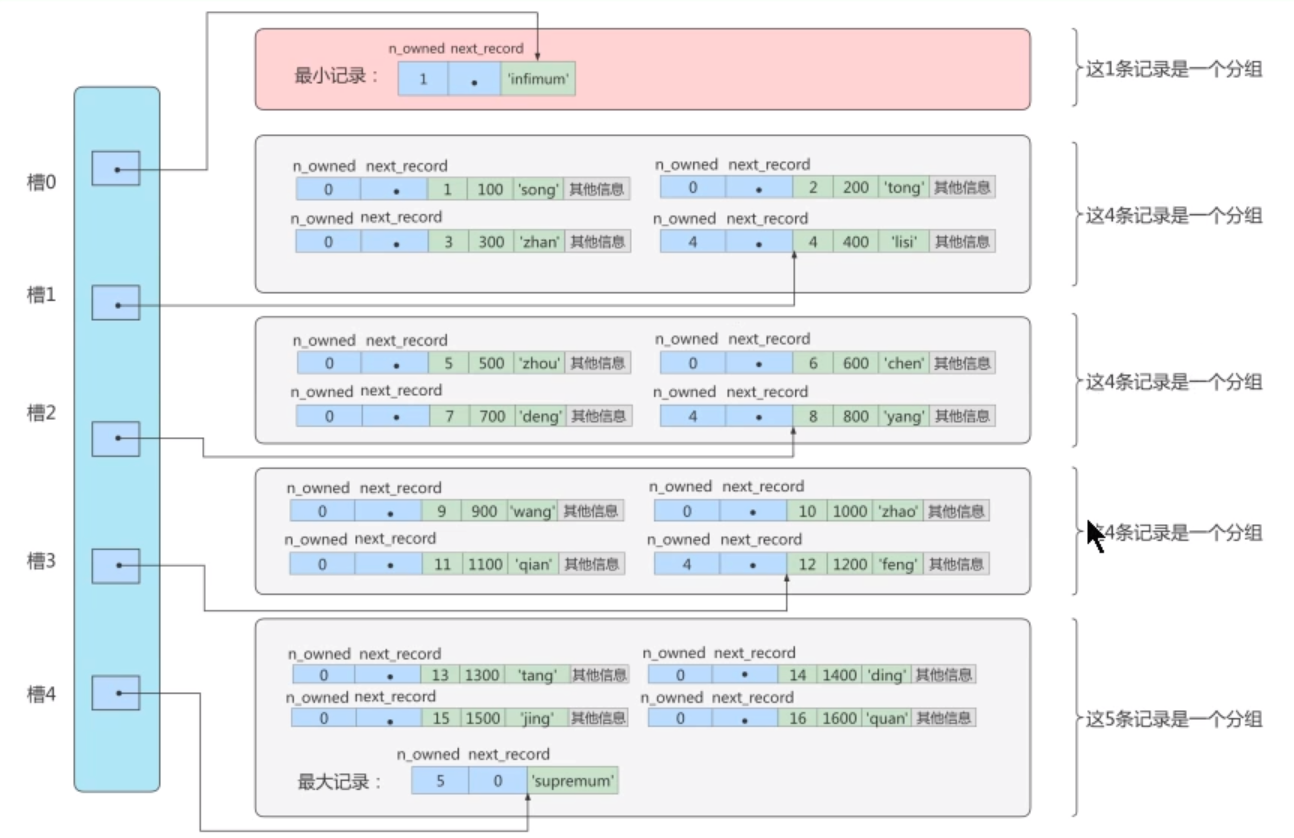 n_owned next_record
最小记录： 1 'infimum'
这1条记录是一个分组
槽0
n_owned next_record
0 1 100 'song' 其他信息
n_owned next_record
0 2 200 'tong' 其他信息
n_owned next_record
0 3 300 'zhan' 其他信息
n_owned next_record
4 4 400 'lisi' 其他信息
这4条记录是一个分组
槽1
n_owned next_record
0 5 500 'zhou' 其他信息
n_owned next_record
0 6 600 'chen' 其他信息
n_owned next_record
0 7 700 'deng' 其他信息
n_owned next_record
4 8 800 'yang' 其他信息
这4条记录是一个分组
槽2
n_owned next_record
0 9 900 'wang' 其他信息
n_owned next_record
0 10 1000 'zhao' 其他信息
n_owned next_record
0 11 1100 'qian' 其他信息
n_owned next_record
4 12 1200 'feng' 其他信息
这4条记录是一个分组
槽3
n_owned next_record
0 13 1300 'tang' 其他信息
n_owned next_record
0 14 1400 'ding' 其他信息
n_owned next_record
0 15 1500 'jing' 其他信息
n_owned next_record
0 16 1600 'quan' 其他信息
这5条记录是一个分组
槽4
n_owned next_record
最大记录： 5 0 'supremum'